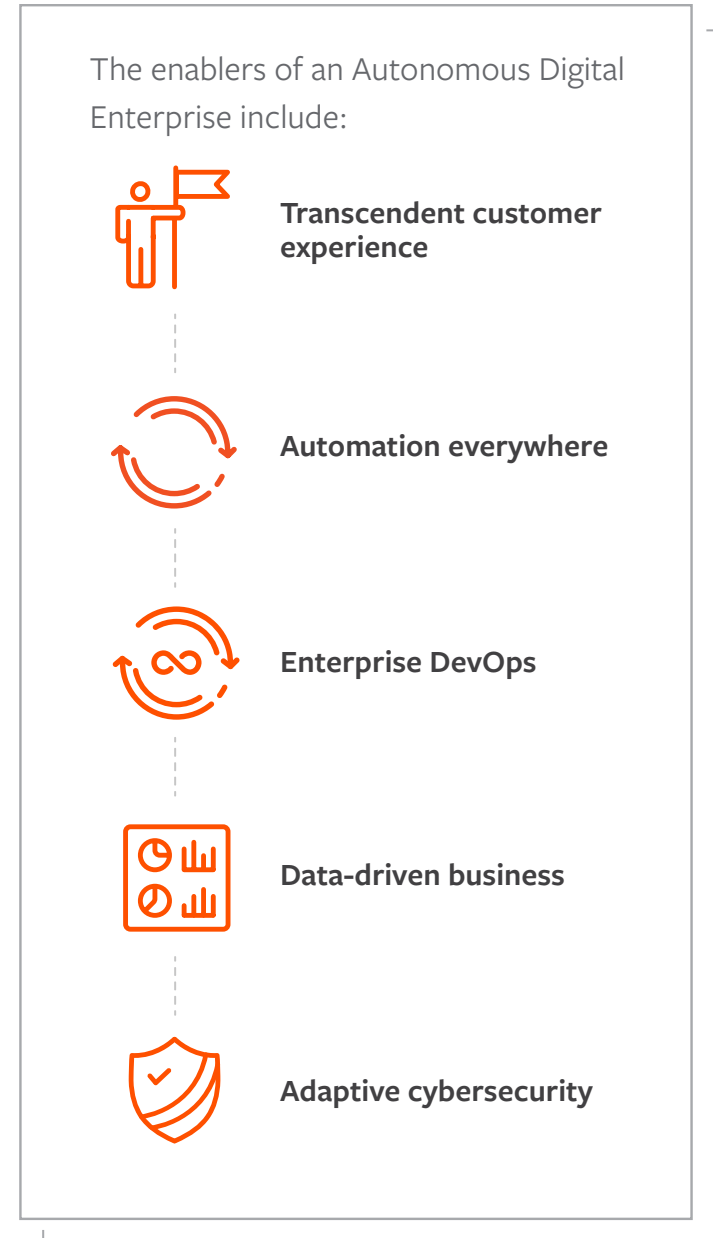 The enablers of an Autonomous Digital
Enterprise include:
Transcendent customer
experience
Automation everywhere
Enterprise DevOps
Data-driven business
Adaptive cybersecurity